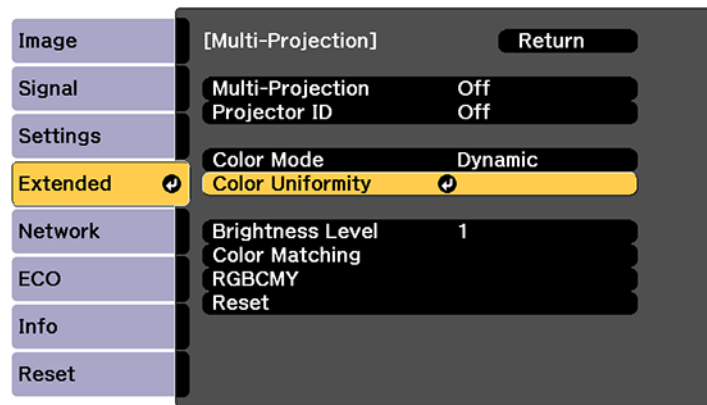 Image
Signal
Settings
Extended
Network
ECO
Info
Reset
[Multi-Projection] Return
Multi-Projection Off
Projector ID Off
Color Mode Dynamic
Color Uniformity
Brightness Level 1
Color Matching
RGBCMY
Reset